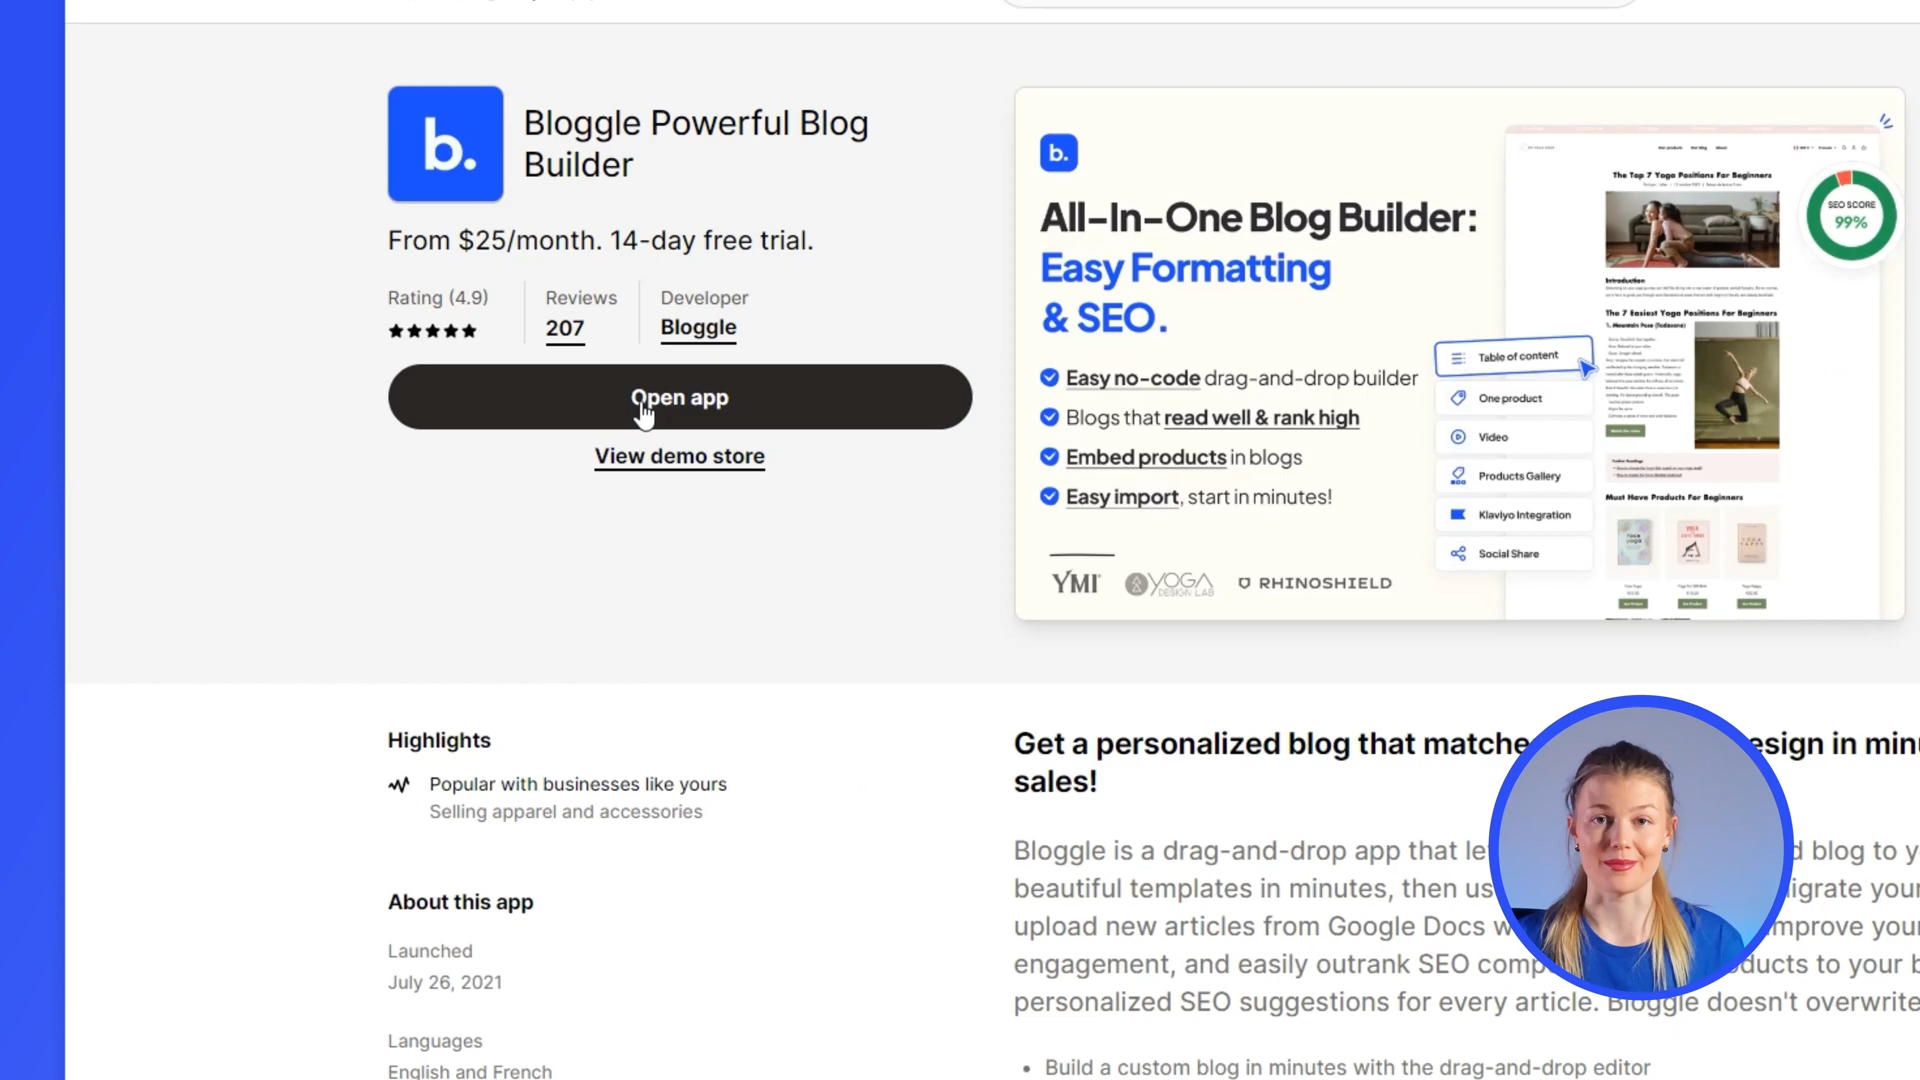 b.
Bloggle Powerful Blog
Builder
From $25/month. 14-day free trial.
Rating (4.9)
Reviews
207
Developer
Bloggle
Open app
View demo store
b.
All-In-One Blog Builder:
Easy Formatting
& SEO.
Easy no-code drag-and-drop builder
Blogs that read well & rank high
Embed products in blogs
Easy import, start in minutes!
YMI
YOGA
DESIGN LAB
RHINOSHIELD
Table of content
One product
Video
Products Gallery
Klaviyo Integration
Social Share
The Top 7 Yoga Positions For Beginners
Introduction
The 7 Easiest Yoga Positions For Beginners
1. Mountain Pose (Tadasana)
Must Have Products For Beginners
SEO SCORE
99%
Highlights
Popular with businesses like yours
Selling apparel and accessories
About this app
Launched
July 26, 2021
Languages
English and French
Get a personalized blog that matche esign in minu
sales!
Bloggle is a drag-and-drop app that le d blog to y
beautiful templates in minutes, then us igrate your
upload new articles from Google Docs w mprove your
engagement, and easily outrank SEO comp ducts to your b
personalized SEO suggestions for every article. Bloggle doesn't overwrite
• Build a custom blog in minutes with the drag-and-drop editor